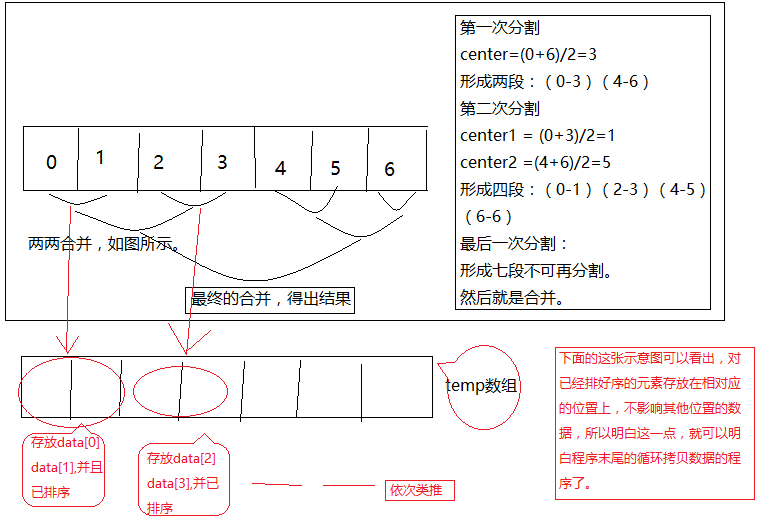 第一次分割
center=(0+6)/2=3
形成两段:(0-3)(4-6)
第二次分割
center1 = (0+3)/2=1
center2 =(4+6)/2=5
形成四段:(0-1)(2-3)(4-5)
(6-6)
最后一次分割:
形成七段不可再分割。
然后就是合并。
0 1 2 3 4 5 6
两两合并,如图所示。
最终的合并,得出结果
temp数组
下面的这张示意图可以看出,对
已经排好序的元素存放在相对应
的位置上,不影响其他位置的数
据,所以明白这一点,就可以明
白程序末尾的循环拷贝数据的程
序了。
存放data[0]
data[1],并且
已排序
存放data[2]
data[3],并已
排序
依次类推